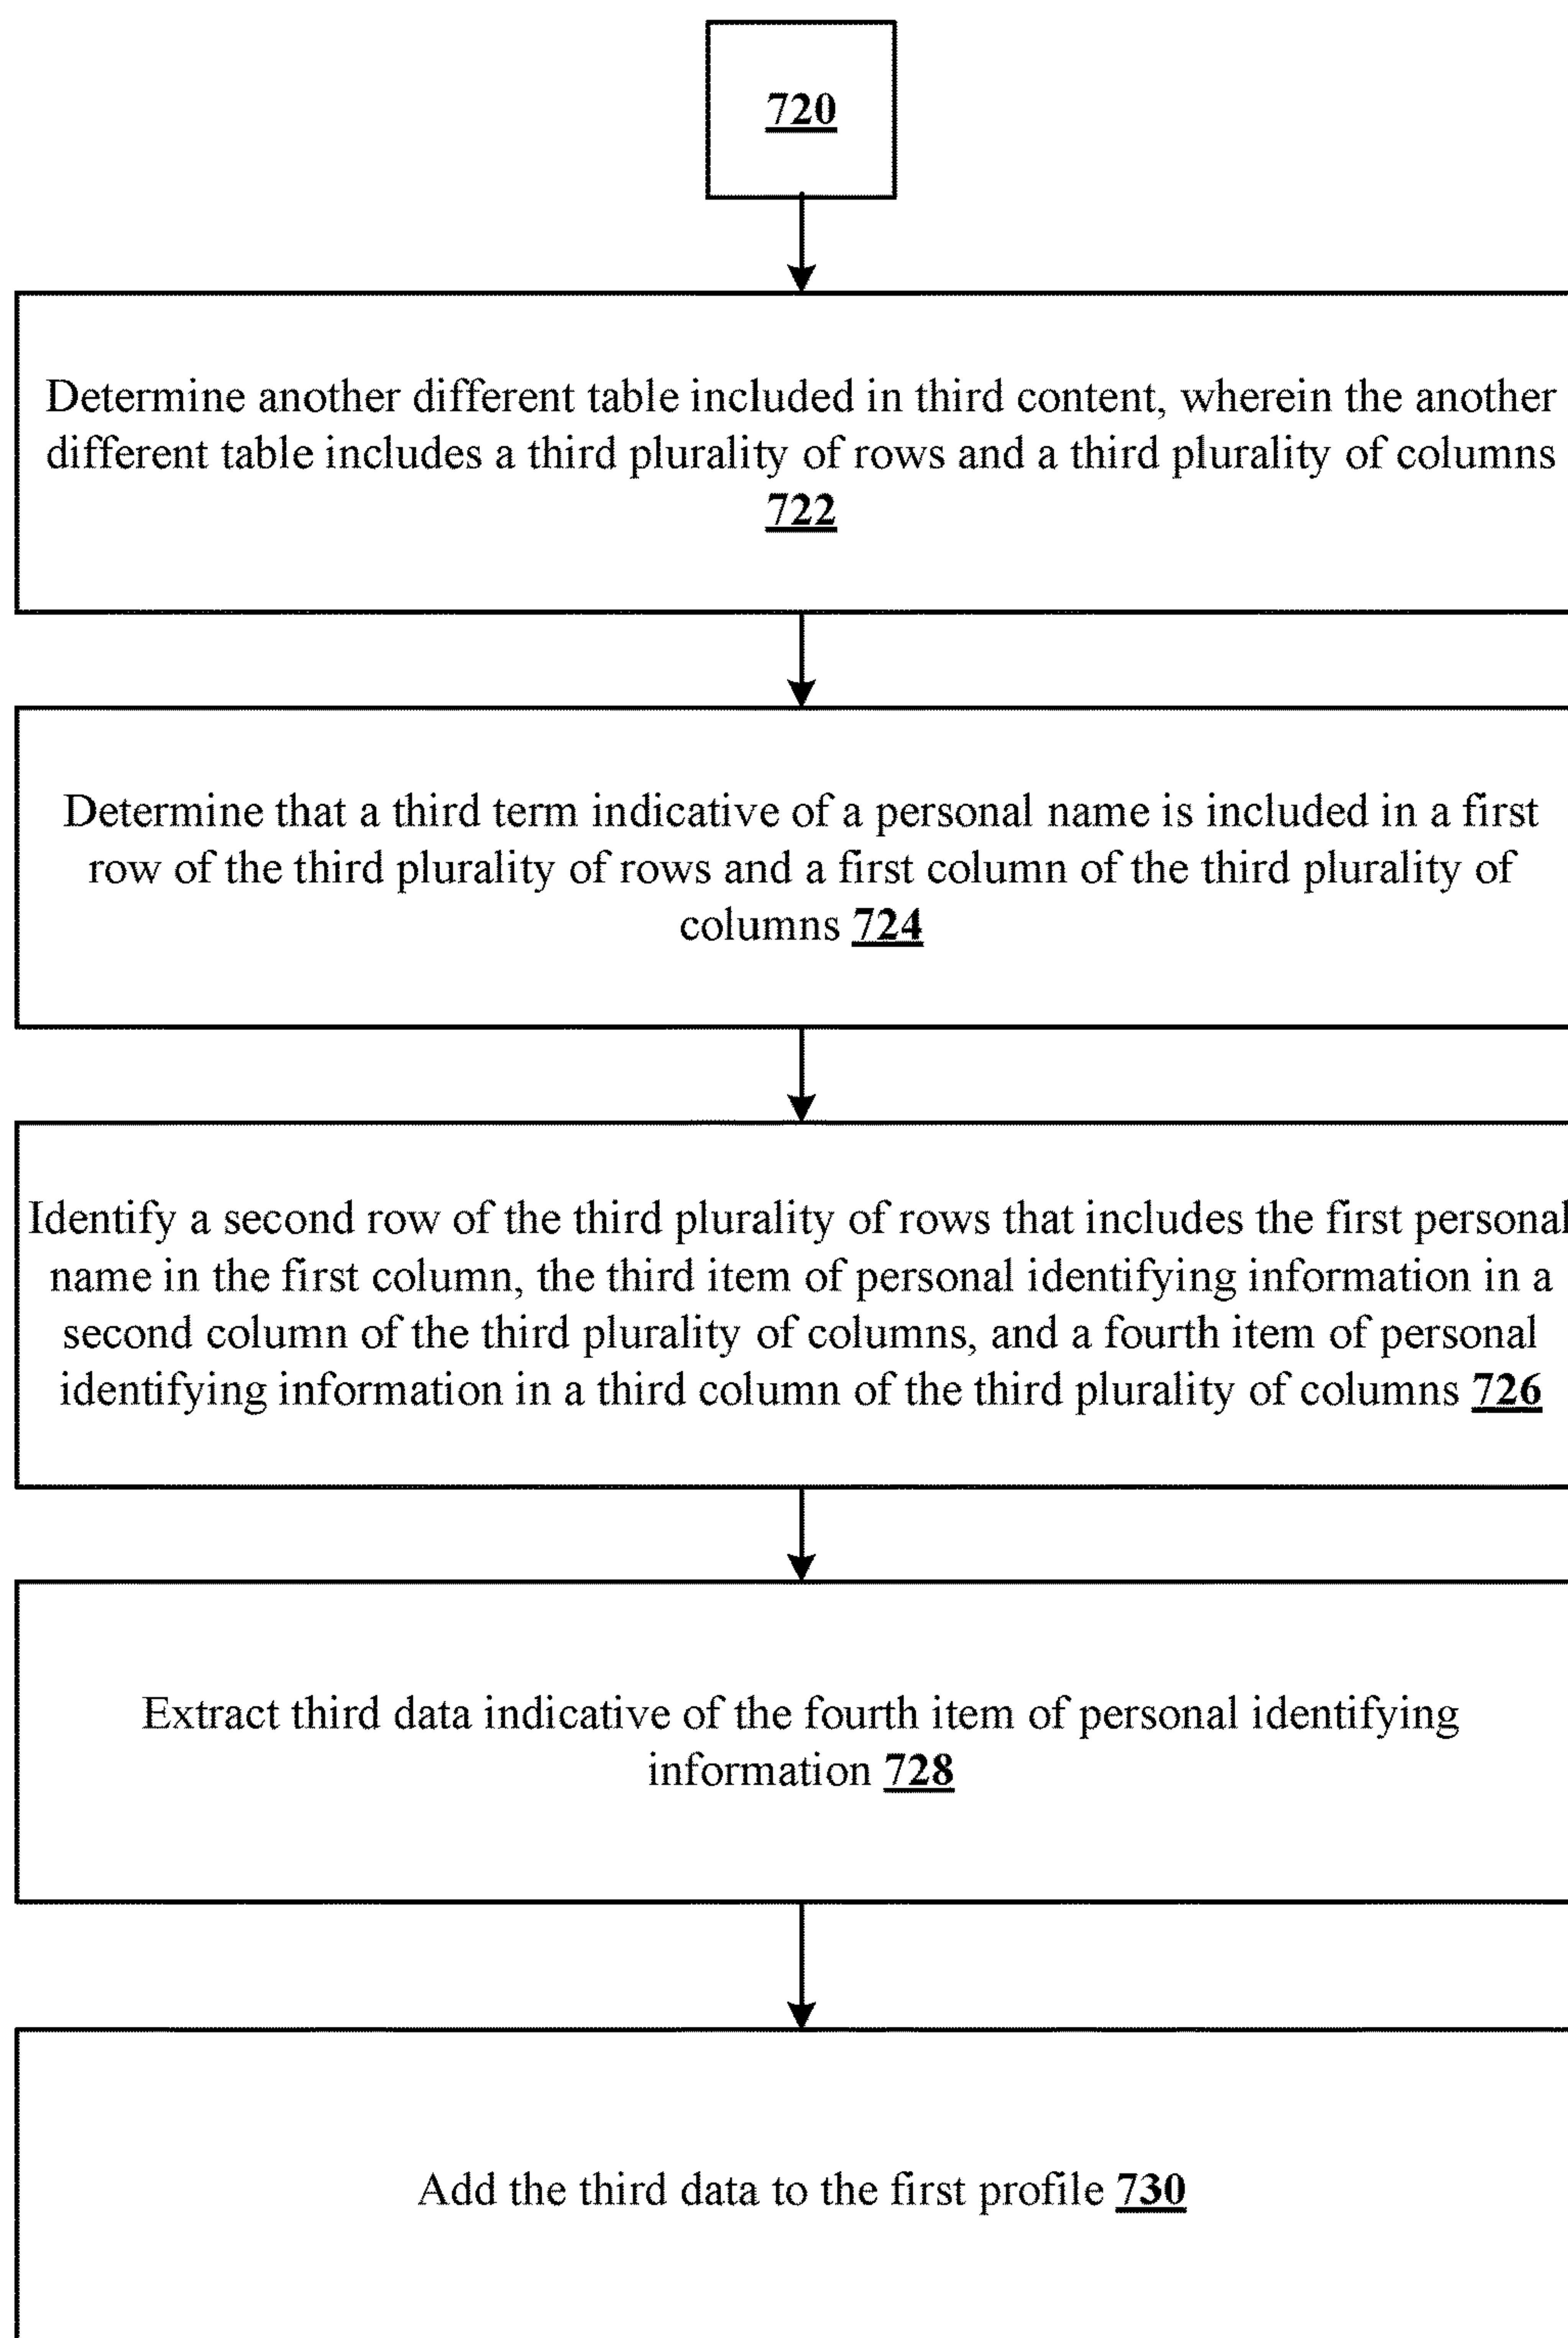 720
Determine another different table included in third content, wherein the another
different table includes a third plurality of rows and a third plurality of columns
722
Determine that a third term indicative of a personal name is included in a first
row of the third plurality of rows and a first column of the third plurality of
columns 724
Identify a second row of the third plurality of rows that includes the first personal
name in the first column, the third item of personal identifying information in a
second column of the third plurality of columns, and a fourth item of personal
identifying information in a third column of the third plurality of columns 726
Extract third data indicative of the fourth item of personal identifying
information 728
Add the third data to the first profile 730